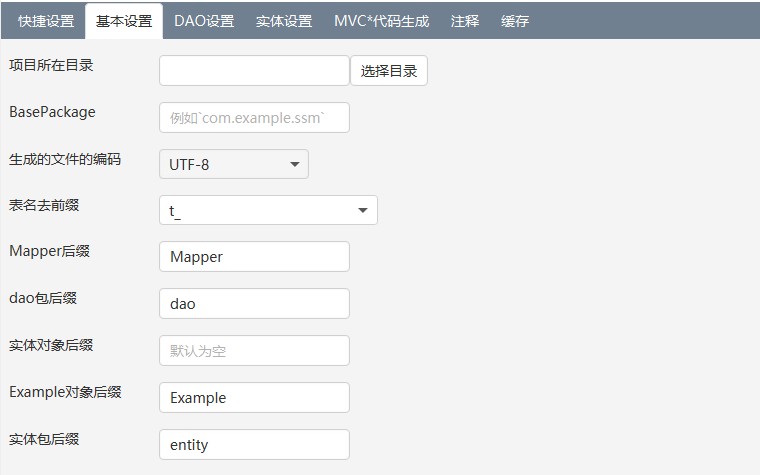 快捷设置 基本设置 DAO设置 实体设置 MVC*代码生成 注释 缓存
项目所在目录 选择目录
BasePackage 例如`com.example.ssm`
生成的文件的编码 UTF-8
表名去前缀 t_
Mapper后缀 Mapper
dao包后缀 dao
实体对象后缀 默认为空
Example对象后缀 Example
实体包后缀 entity